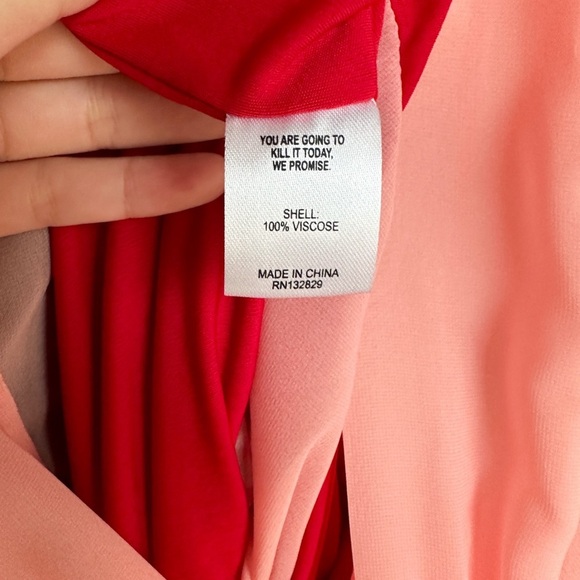 YOU ARE GOING TO
KILL IT TODAY,
WE PROMISE.
SHELL:
100% VISCOSE
MADE IN CHINA
RN132829